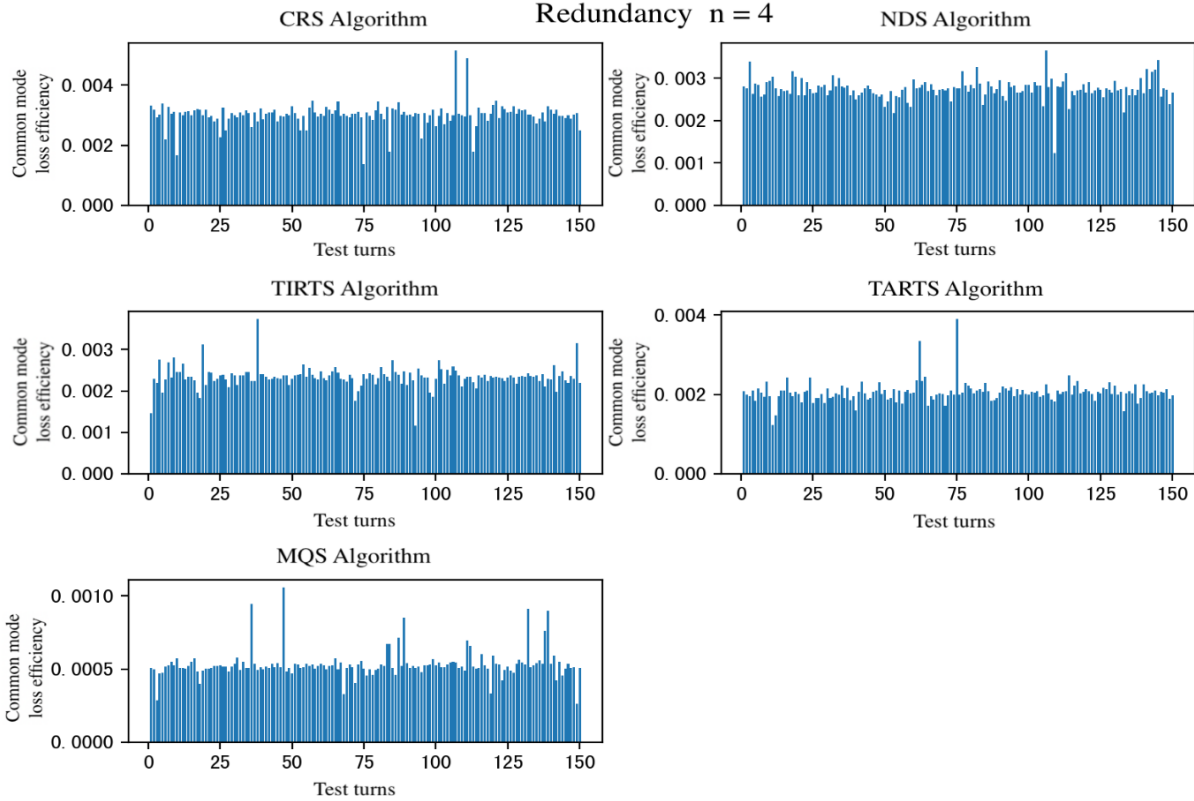 Redundancy n = 4
CRS Algorithm
Common mode
loss efficiency
0. 004
0. 002
0. 000
0 25 50 75 100 125 150
Test turns
NDS Algorithm
Common mode
loss efficiency
0. 003
0. 002
0. 001
0. 000
0 25 50 75 100 125 150
Test turns
TIRTS Algorithm
Common mode
loss efficiency
0. 003
0. 002
0. 001
0. 000
0 25 50 75 100 125 150
Test turns
TARTS Algorithm
Common mode
loss efficiency
0. 004
0. 002
0. 000
0 25 50 75 100 125 150
Test turns
MQS Algorithm
Common mode
loss efficiency
0. 0010
0. 0005
0. 0000
0 25 50 75 100 125 150
Test turns